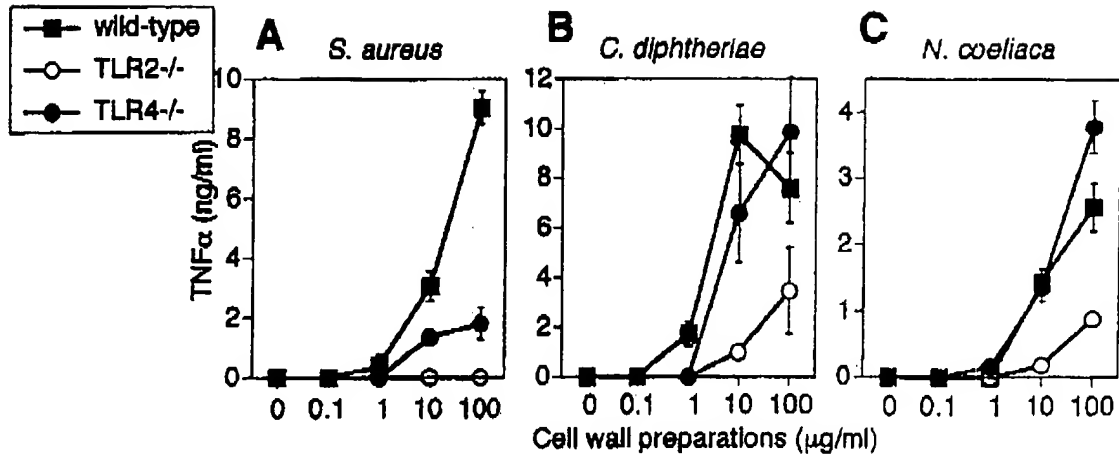 wild-type
TLR2-/-
TLR4-/-
A
S. aureus
B
C. diphtheriae
C
N. coeliaca
TNFα (ng/ml)
10
8
6
4
2
0
0 0.1 1 10 100
12
10
8
6
4
2
0
0 0.1 1 10 100
4
3
2
1
0
0 0.1 1 10 100
Cell wall preparations (μg/ml)